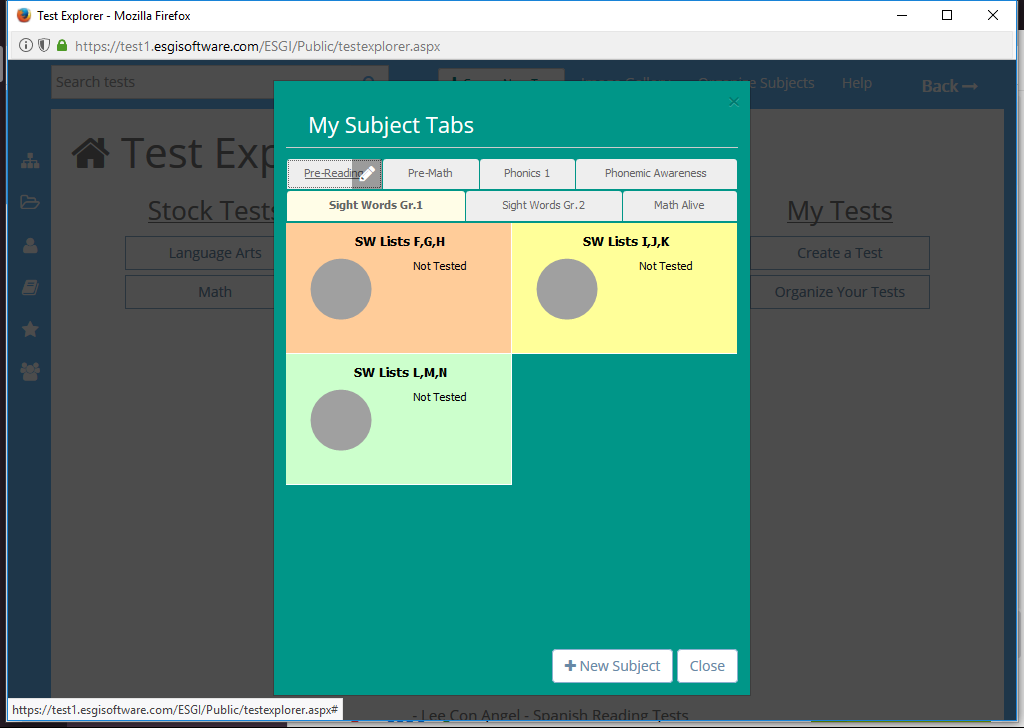 Test Explorer - Mozilla Firefox
https://test1.esgisoftware.com/ESGI/Public/testexplorer.aspx
Search tests
Subjects
Help
Back
Test Exp
My Subject Tabs
Pre-Reading
Pre-Math
Phonics 1
Phonemic Awareness
Sight Words Gr.1
Sight Words Gr.2
Math Alive
Stock Tests
Language Arts
Math
SW Lists F,G,H
Not Tested
SW Lists I,J,K
Not Tested
SW Lists L,M,N
Not Tested
My Tests
Create a Test
Organize Your Tests
New Subject
Close
https://test1.esgisoftware.com/ESGI/Public/testexplorer.aspx#
- Lee Con Angel - Spanish Reading Tests